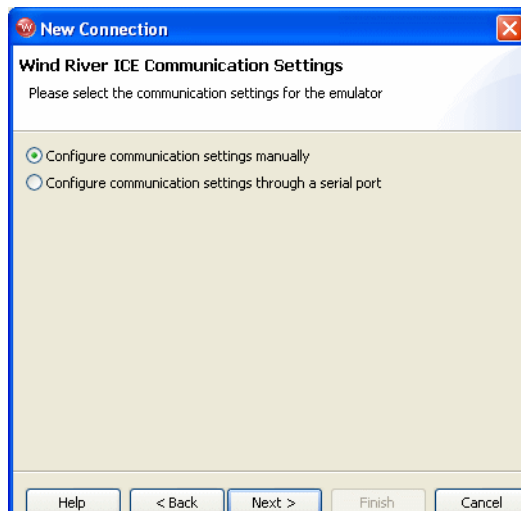 New Connection
Wind River ICE Communication Settings
Please select the communication settings for the emulator
Configure communication settings manually
Configure communication settings through a serial port
Help < Back Next > Finish Cancel